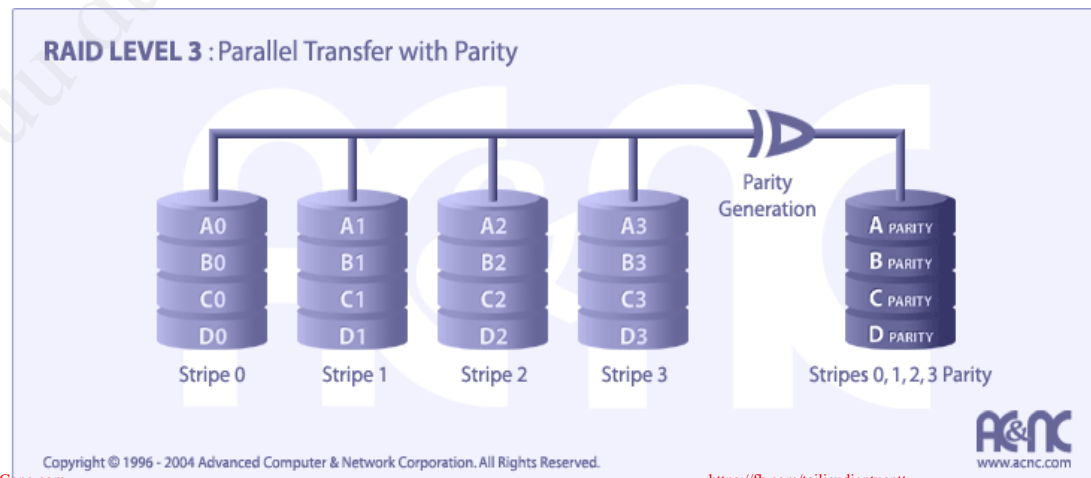 RAID LEVEL 3 : Parallel Transfer with Parity
Parity
Generation
A0 A1 A2 A3 A PARITY
B0 B1 B2 B3 B PARITY
C0 C1 C2 C3 C PARITY
D0 D1 D2 D3 D PARITY
Stripe 0 Stripe 1 Stripe 2 Stripe 3 Stripes 0, 1, 2, 3 Parity
AC&NC
www.acnc.com
Copyright © 1996 - 2004 Advanced Computer & Network Corporation. All Rights Reserved.